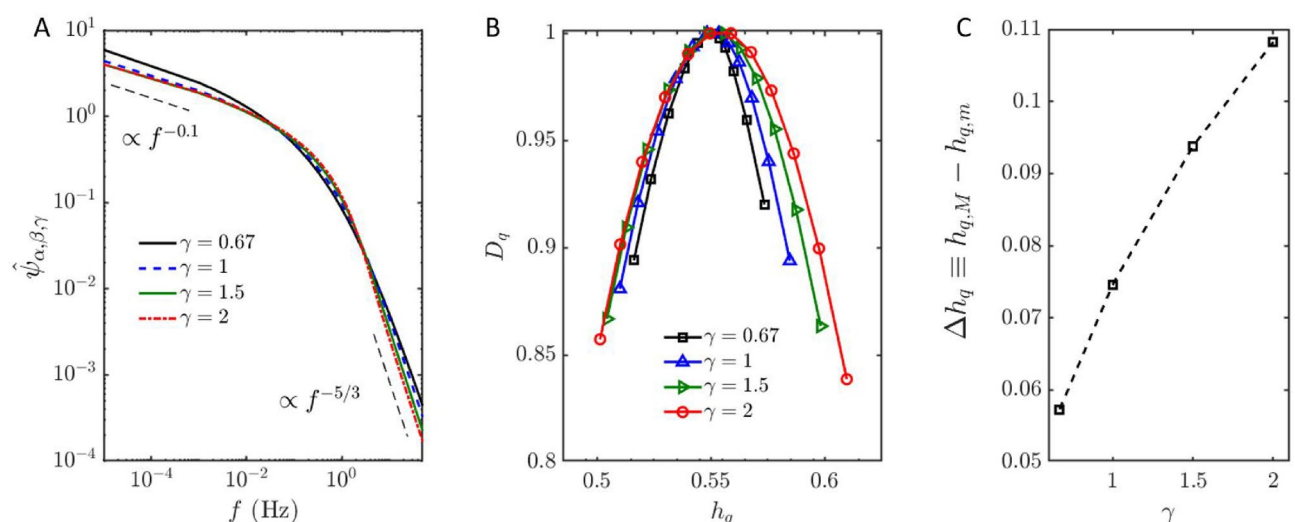 A
10^1
10^0
10^-1
10^-2
10^-3
10^-4
ψ̂α,β,γ
∝ f^-0.1
γ = 0.67
γ = 1
γ = 1.5
γ = 2
∝ f^-5/3
10^-4 10^-2 10^0 10^2
f (Hz)
B
1
0.95
0.9
0.85
0.8
D_q
γ = 0.67
γ = 1
γ = 1.5
γ = 2
0.5 0.55 0.6
h_q
C
0.11
0.1
0.09
0.08
0.07
0.06
0.05
Δh_q ≡ h_q,M − h_q,m
1 1.5 2
γ